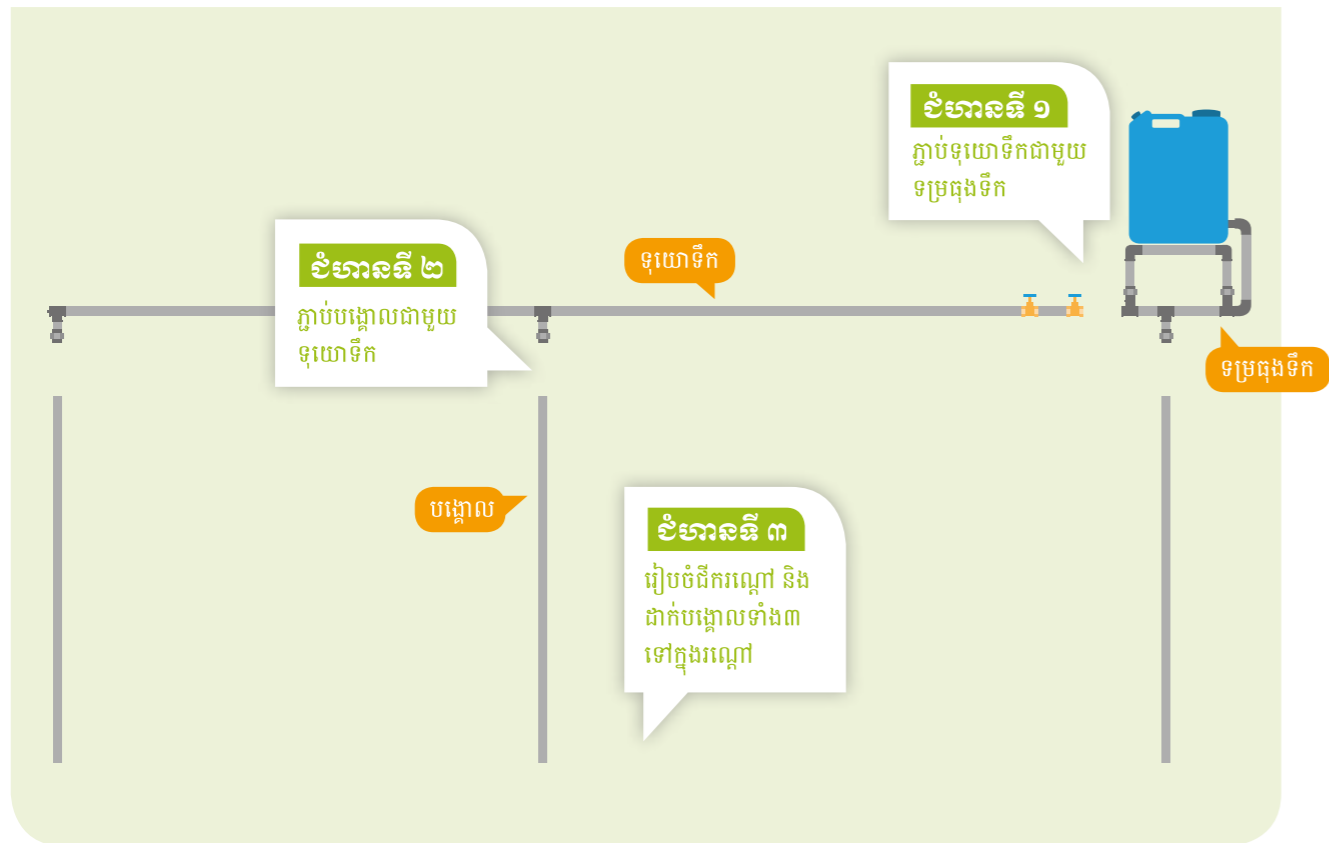 ជំហានទី ១
ភ្ជាប់ទុយោទឹកជាមួយ
ទម្រធុងទឹក
ជំហានទី ២
ភ្ជាប់បង្គោលជាមួយ
ទុយោទឹក
ទុយោទឹក
ទម្រធុងទឹក
បង្គោល
ជំហានទី ៣
រៀបចំជីករណ្តៅ និង
ដាក់បង្គោលទាំង៣
ទៅក្នុងរណ្តៅ